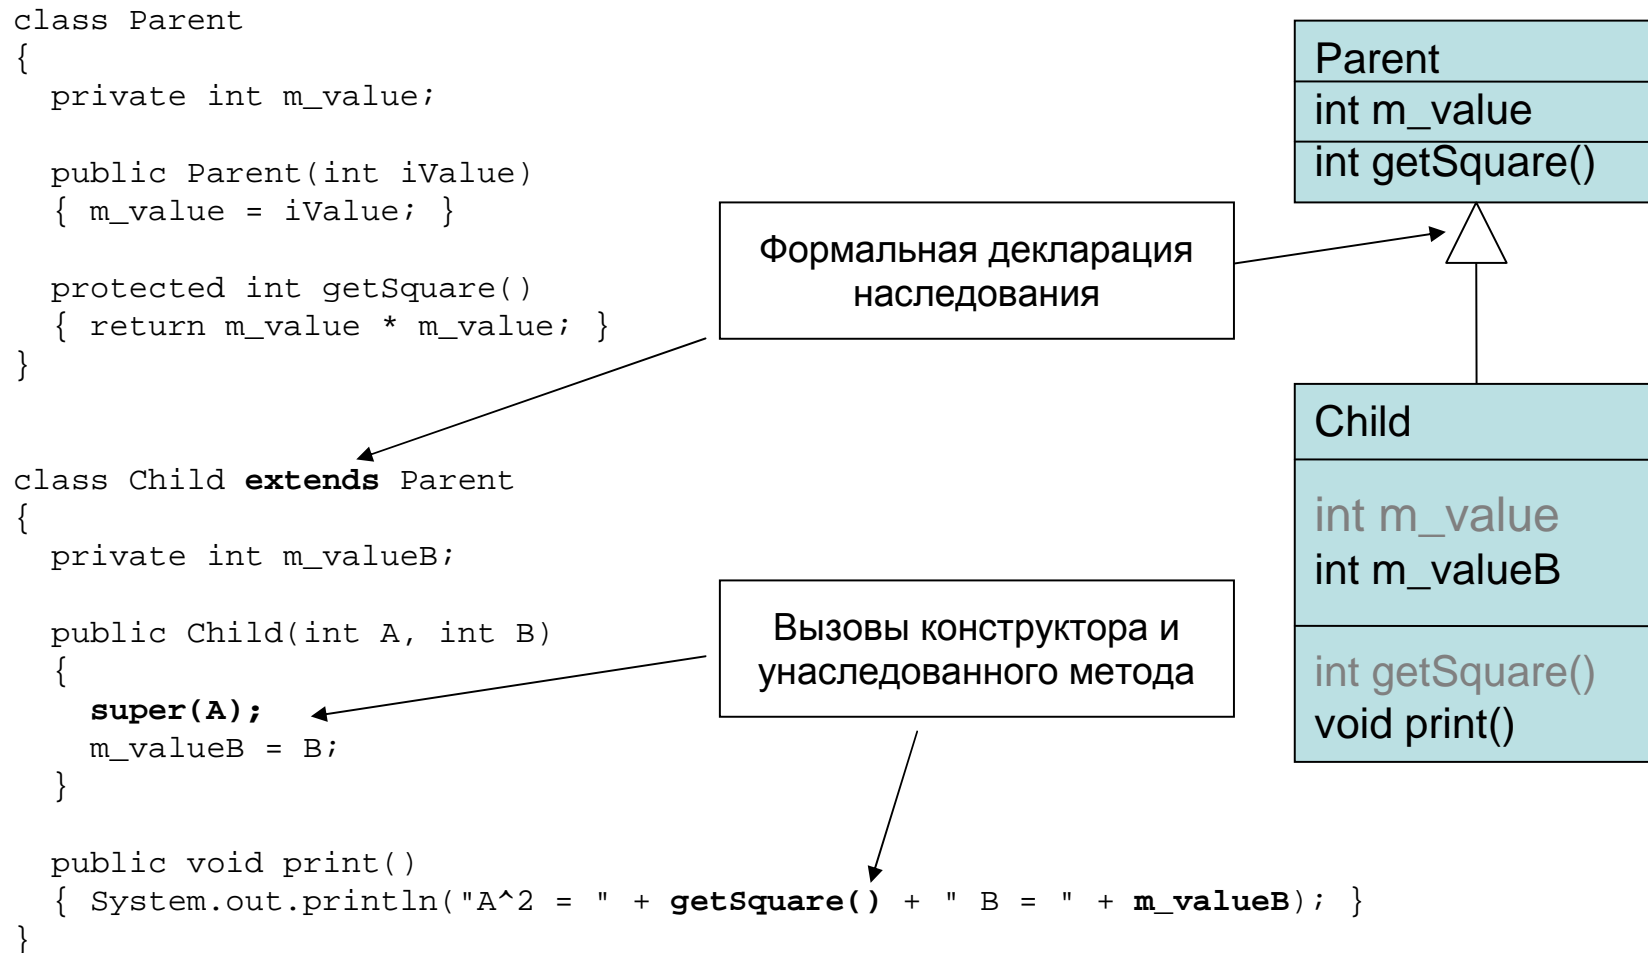 class Parent
{
private int m_value;
public Parent(int iValue)
{ m_value = iValue; }
protected int getSquare()
{ return m_value * m_value; }
}
class Child extends Parent
{
private int m_valueB;
public Child(int A, int B)
{
super(A);
m_valueB = B;
}
public void print()
{ System.out.println("A^2 = " + getSquare() + " B = " + m_valueB); }
}
Формальная декларация
наследования
Вызовы конструктора и
унаследованного метода
Parent
int m_value
int getSquare()
Child
int m_value
int m_valueB
int getSquare()
void print()